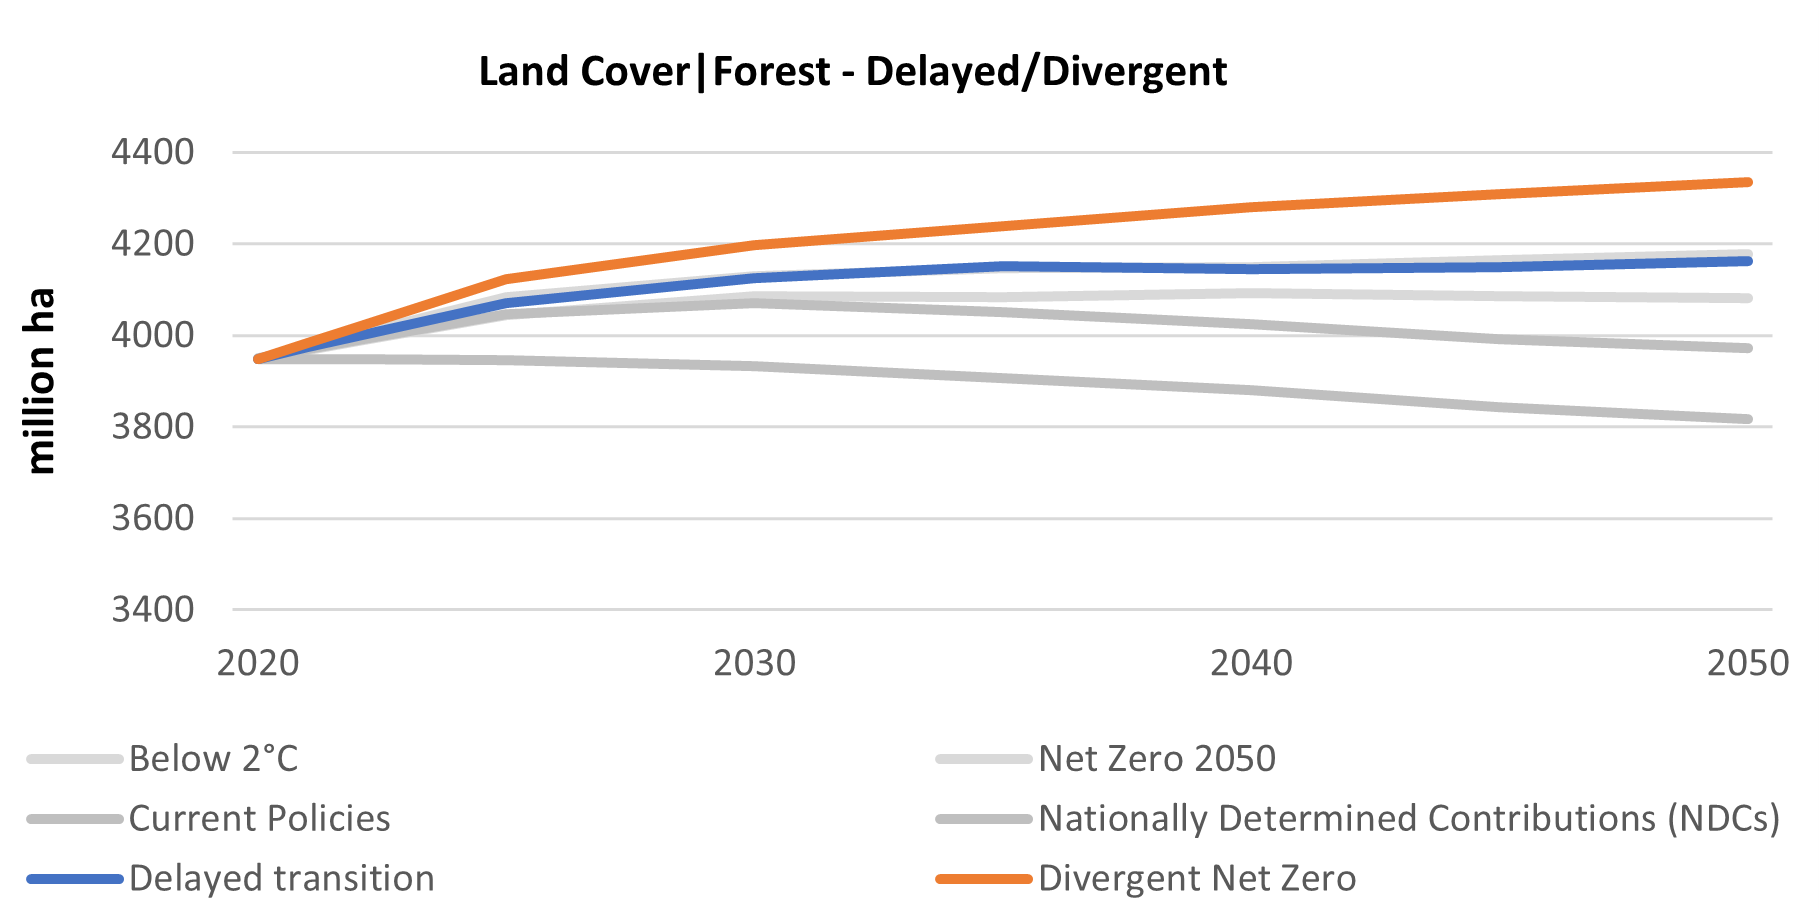 Land Cover|Forest - Delayed/Divergent
million ha
4400
4200
4000
3800
3600
3400
2020 2030 2040 2050
Below 2°C Net Zero 2050
Current Policies Nationally Determined Contributions (NDCs)
Delayed transition Divergent Net Zero